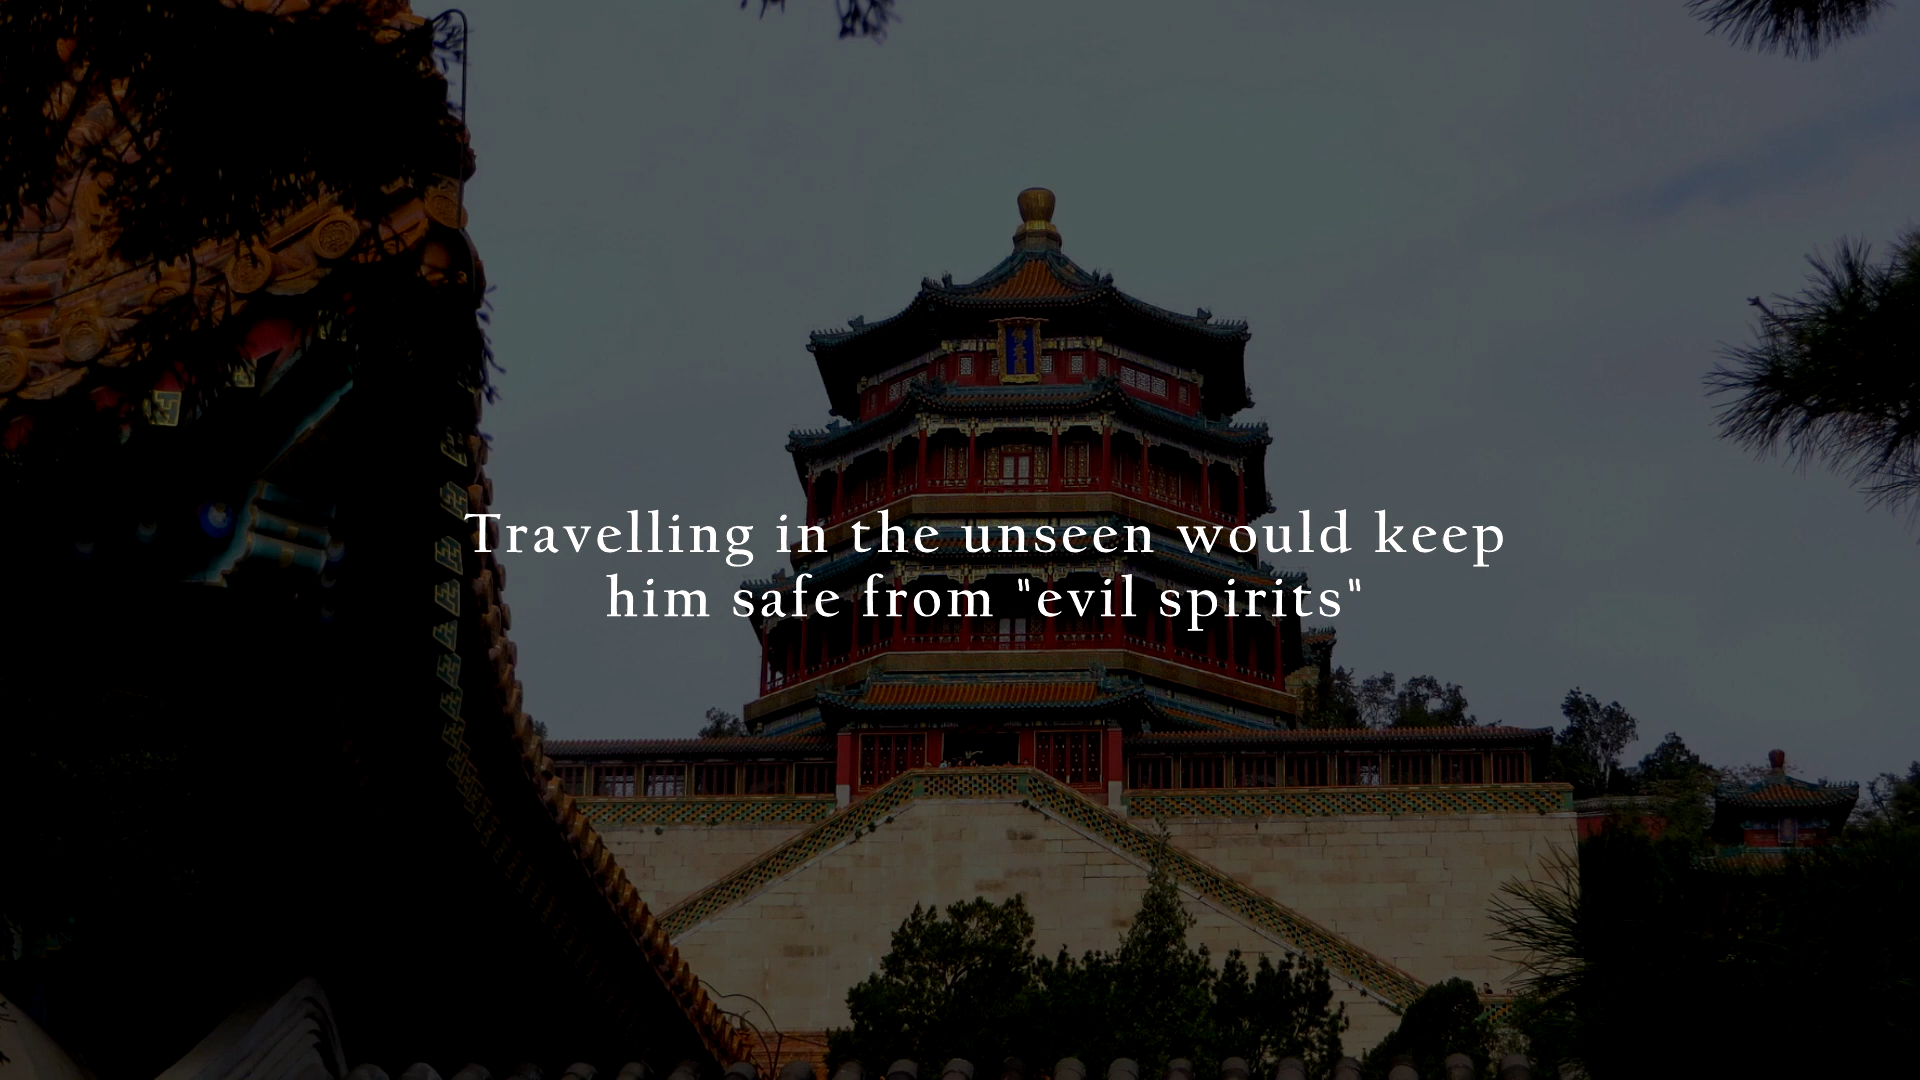 Travelling in the unseen would keep
him safe from "evil spirits"